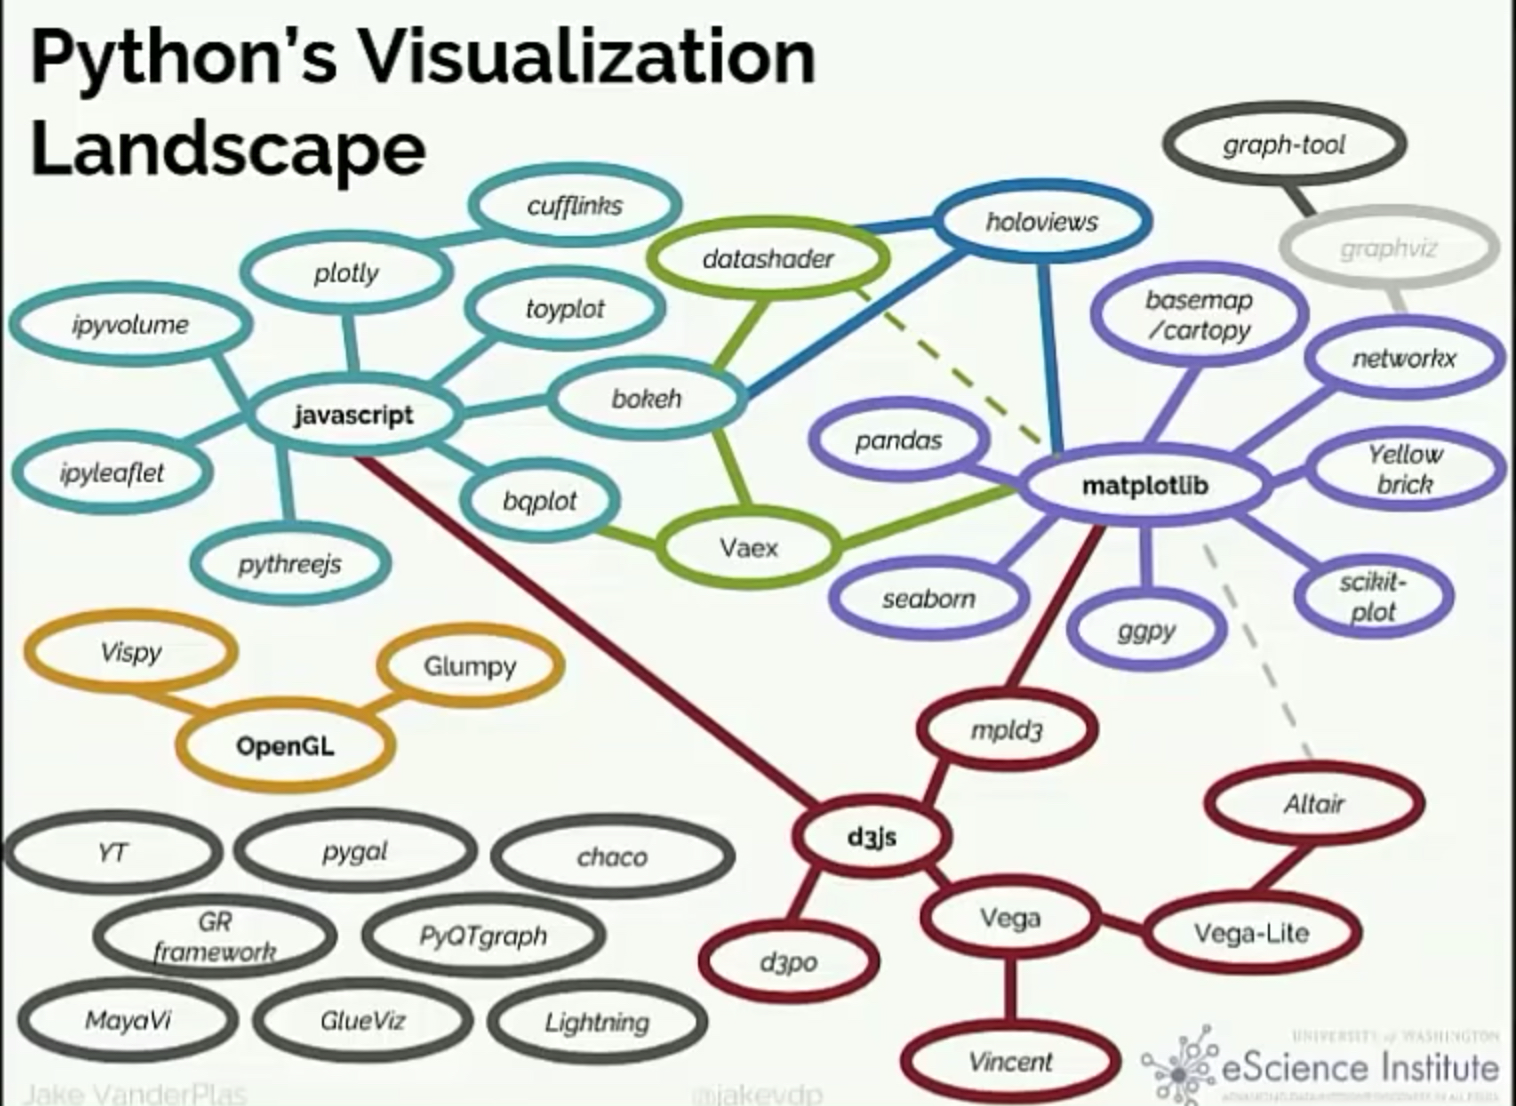 Python's Visualization
Landscape
graph-tool
cufflinks
holoviews
graphviz
datashader
plotly
basemap
/cartopy
toyplot
ipyvolume
networkx
bokeh
javascript
pandas
Yellow
brick
ipyleaflet
matplotlib
bqplot
Vaex
pythreejs
seaborn
scikit-
plot
ggpy
Vispy
Glumpy
mpld3
OpenGL
Altair
d3js
YT
pygal
chaco
Vega
Vega-Lite
GR
framework
PyQTgraph
d3po
MayaVi
GlueViz
Lightning
Vincent
UNIVERSITY of WASHINGTON
eScience Institute
Jake VanderPlas
@jakevdp